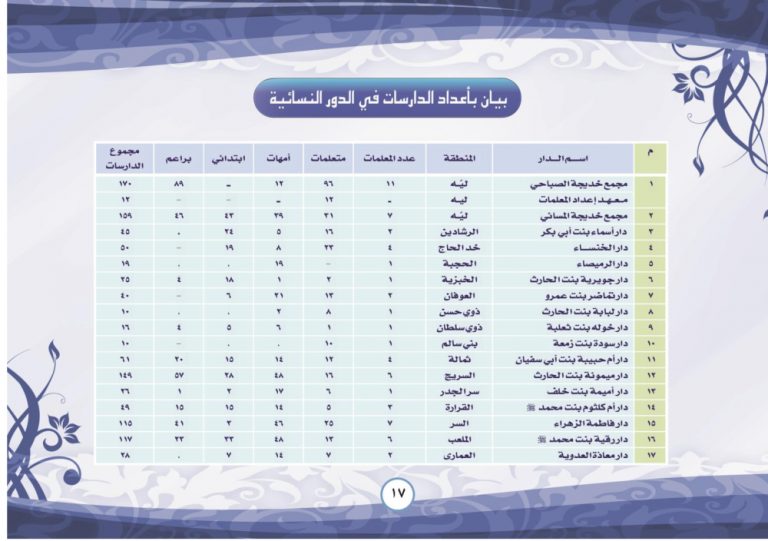 بيان بأعداد الدارسات في الدور النسائية
م اسم الدار المنطقة عدد المعلمات متعلمات أمهات ابتدائي براعم مجموع الدارسات
١ مجمع خديجة الصباحي ليّه ١١ ٩٦ ١٢ - ٨٩ ١٧٠
معهد إعداد المعلمات ليه - ١٢ - - - ١٢
٢ مجمع خديجة المسائي ليّه ٧ ٣١ ٣٩ ٤٣ ٤٦ ١٥٩
٣ دار أسماء بنت أبي بكر الرشادين ٢ ١٦ ٥ ٢٤ . ٤٥
٤ دار الخنساء خد الحاج ٤ ٢٣ ٨ ١٩ - ٥٠
٥ دار الرميصاء الحجبة ١ - ١٩ . . ١٩
٦ دار جويرية بنت الحارث الخبزية ١ ٢ ١ ١٨ ٤ ٢٥
٧ دار تماضر بنت عمرو العوفان ٢ ١٣ ٢١ ٦ - ٤٠
٨ دار لبابة بنت الحارث ذوي حسن ١ ٨ ٢ . . ١٠
٩ دار خوله بنت ثعلبة ذوي سلطان ١ ١ ٦ ٥ ٤ ١٦
١٠ دار سودة بنت زمعة بني سالم ١ ١٠ . . - ١٠
١١ دار أم حبيبة بنت أبي سفيان ثمالة ٤ ١٢ ١٤ ١٥ ٢٠ ٦١
١٢ دار ميمونة بنت الحارث السريج ٦ ١٦ ٤٨ ٢٨ ٥٧ ١٤٩
١٣ دار أميمة بنت خلف سر الجدر ١ ٦ ١٧ ٢ ١ ٢٦
١٤ دار أم كلثوم بنت محمد ﷺ القرارة ٣ ٥ ١٤ ١٥ ١٥ ٤٩
١٥ دار فاطمة الزهراء السر ٧ ٢٥ ٤٦ ٣ ٤١ ١١٥
١٦ دار رقية بنت محمد ﷺ الملعب ٦ ١٣ ٤٨ ٣٣ ٢٣ ١١٧
١٧ دار معاذة العدوية العمارى ٢ ٧ ١٤ ٧ . ٢٨
١٧